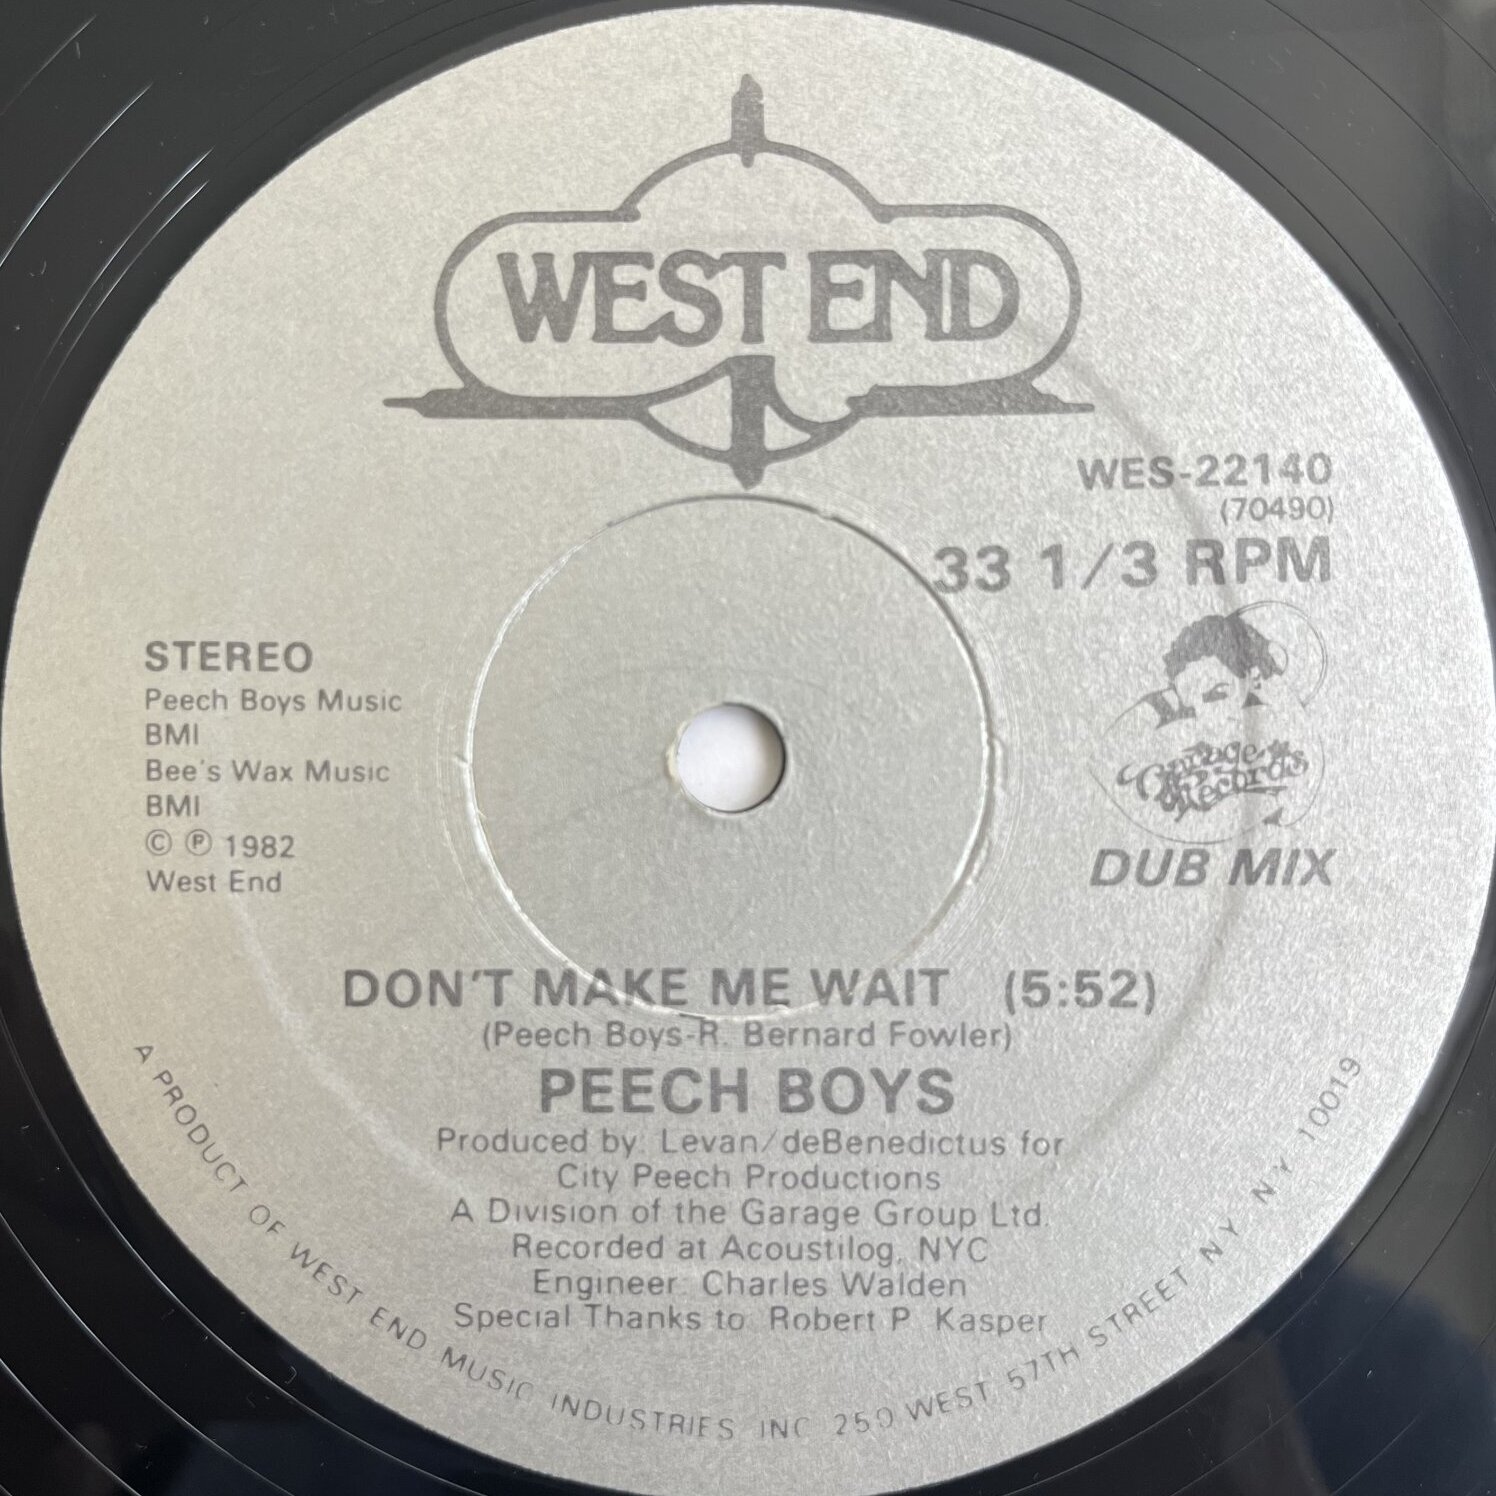 WEST END
WES-22140
(70490)
33 1/3 RPM
Garage Records
DUB MIX
STEREO
Peech Boys Music
BMI
Bee's Wax Music
BMI
© ℗ 1982
West End
DON'T MAKE ME WAIT (5:52)
(Peech Boys-R. Bernard Fowler)
PEECH BOYS
Produced by: Levan/deBenedictus for
City Peech Productions
A Division of the Garage Group Ltd.
Recorded at Acoustilog, NYC
Engineer: Charles Walden
Special Thanks to: Robert P. Kasper
A PRODUCT OF WEST END MUSIC INDUSTRIES INC 250 WEST 57TH STREET NY NY 10019